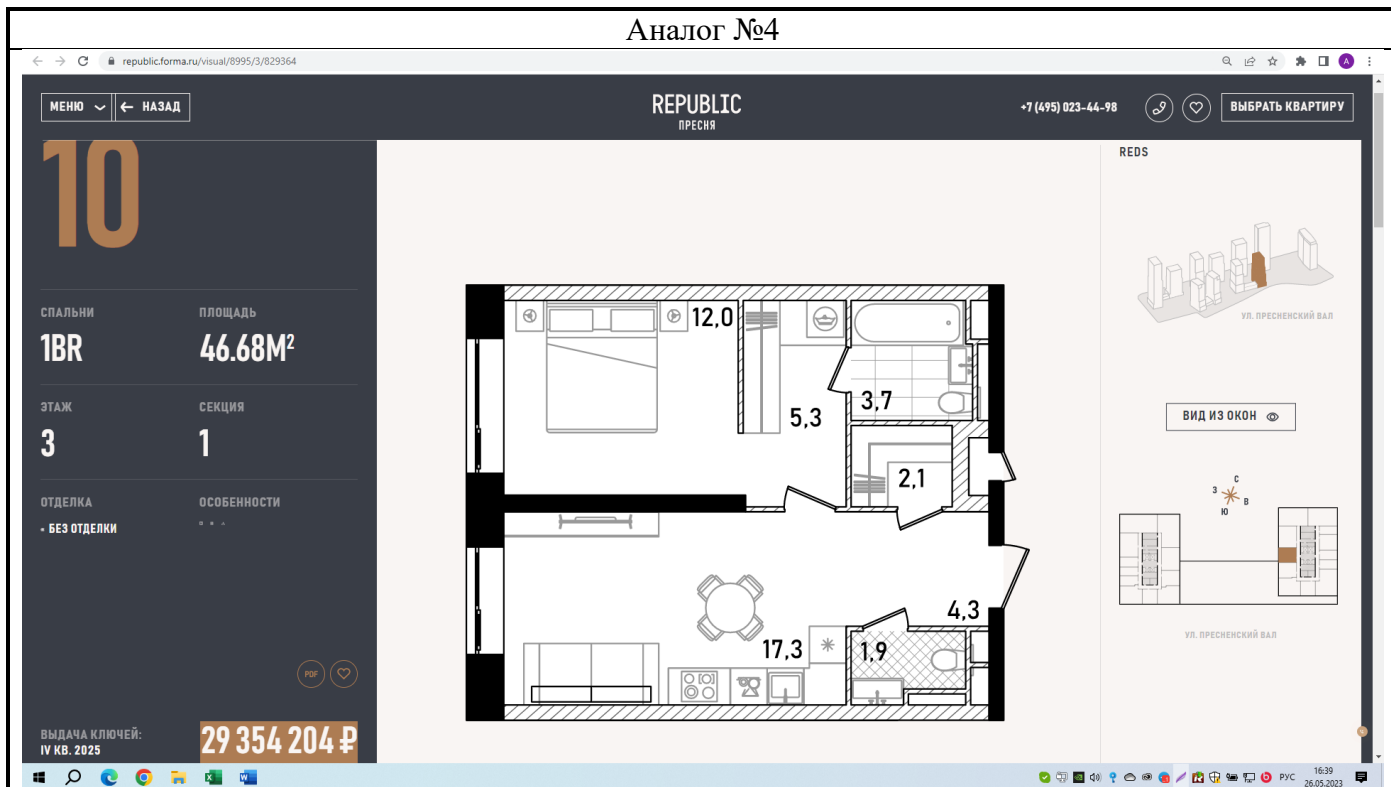 Аналог №4
republic.forma.ru/visual/8995/3/829364
A
МЕНЮ
← НАЗАД
REPUBLIC
ПРЕСНЯ
+7 (495) 023-44-98
ВЫБРАТЬ КВАРТИРУ
10
СПАЛЬНИ
ПЛОЩАДЬ
1BR
46.68М²
ЭТАЖ
СЕКЦИЯ
3
1
ОТДЕЛКА
ОСОБЕННОСТИ
- БЕЗ ОТДЕЛКИ
PDF
ВЫДАЧА КЛЮЧЕЙ:
IV КВ. 2025
29 354 204 ₽
12,0
5,3
3,7
2,1
17,3
4,3
1,9
REDS
УЛ. ПРЕСНЕНСКИЙ ВАЛ
ВИД ИЗ ОКОН
С
З
В
Ю
УЛ. ПРЕСНЕНСКИЙ ВАЛ
РУС
16:39
26.05.2023